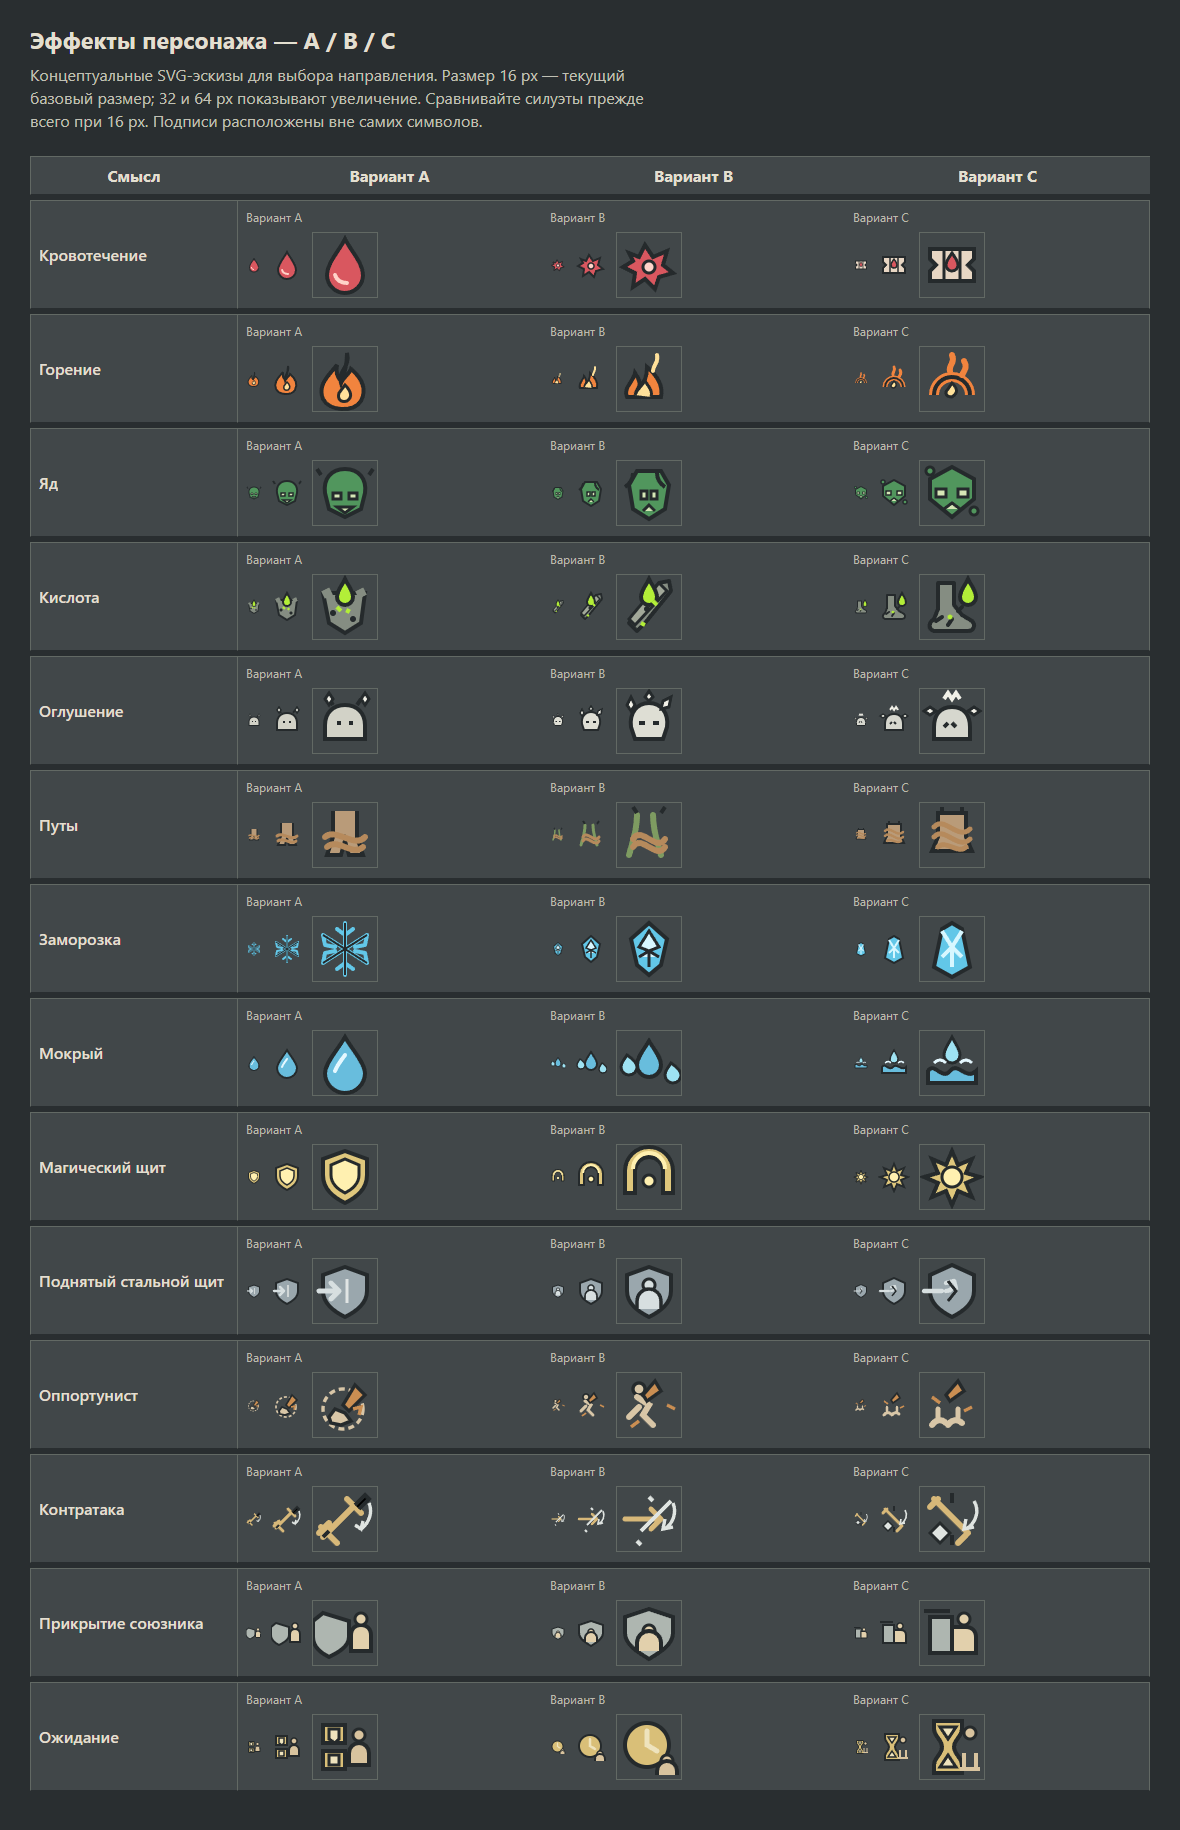 Эффекты персонажа — A / B / C
Концептуальные SVG-эскизы для выбора направления. Размер 16 px — текущий
базовый размер; 32 и 64 px показывают увеличение. Сравнивайте силуэты прежде
всего при 16 px. Подписи расположены вне самих символов.
Смысл Вариант A Вариант B Вариант C
Вариант A Вариант B Вариант C
Кровотечение
Вариант A Вариант B Вариант C
Горение
Вариант A Вариант B Вариант C
Яд
Вариант A Вариант B Вариант C
Кислота
Вариант A Вариант B Вариант C
Оглушение
Вариант A Вариант B Вариант C
Путы
Вариант A Вариант B Вариант C
Заморозка
Вариант A Вариант B Вариант C
Мокрый
Вариант A Вариант B Вариант C
Магический щит
Вариант A Вариант B Вариант C
Поднятый стальной щит
Вариант A Вариант B Вариант C
Оппортунист
Вариант A Вариант B Вариант C
Контратака
Вариант A Вариант B Вариант C
Прикрытие союзника
Вариант A Вариант B Вариант C
Ожидание